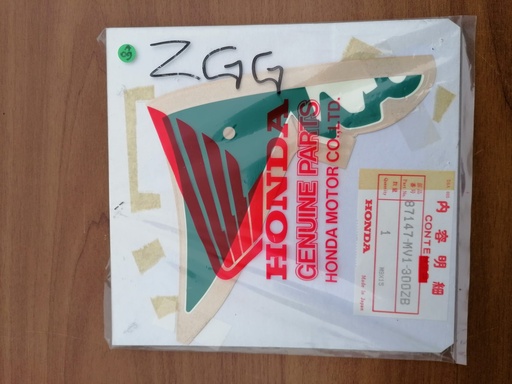 ZGG
HONDA
GENUINE PARTS
HONDA MOTOR CO., LTD.
内容明細
CONTE
87147-MV1-300ZB
1
HONDA
Made in Japan